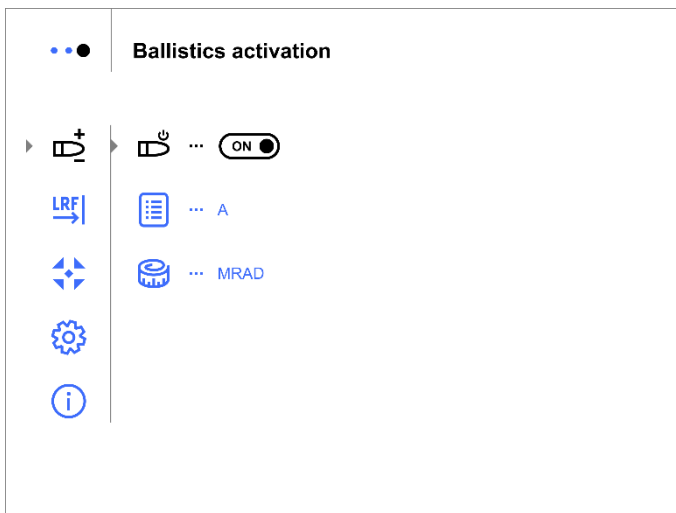 Ballistics activation
... ON
LRF
... A
... MRAD
i